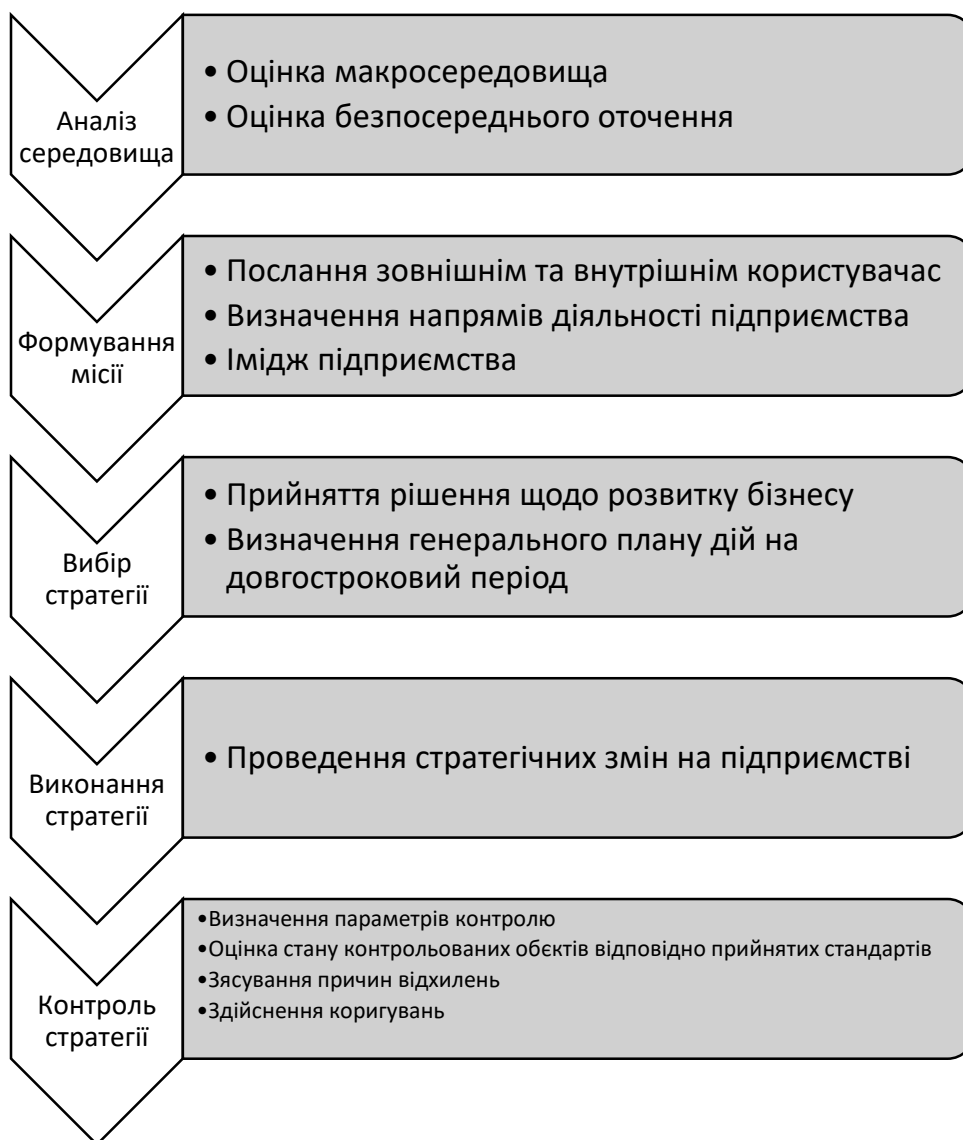 Аналіз
середовища
• Оцінка макросередовища
• Оцінка безпосереднього оточення
Формування
місії
• Послання зовнішнім та внутрішнім користувачас
• Визначення напрямів діяльності підприємства
• Імідж підприємства
Вибір
стратегії
• Прийняття рішення щодо розвитку бізнесу
• Визначення генерального плану дій на
довгостроковий період
Виконання
стратегії
• Проведення стратегічних змін на підприємстві
Контроль
стратегії
•Визначення параметрів контролю
•Оцінка стану контрольованих обєктів відповідно прийнятих стандартів
•Зясування причин відхилень
•Здійснення коригувань